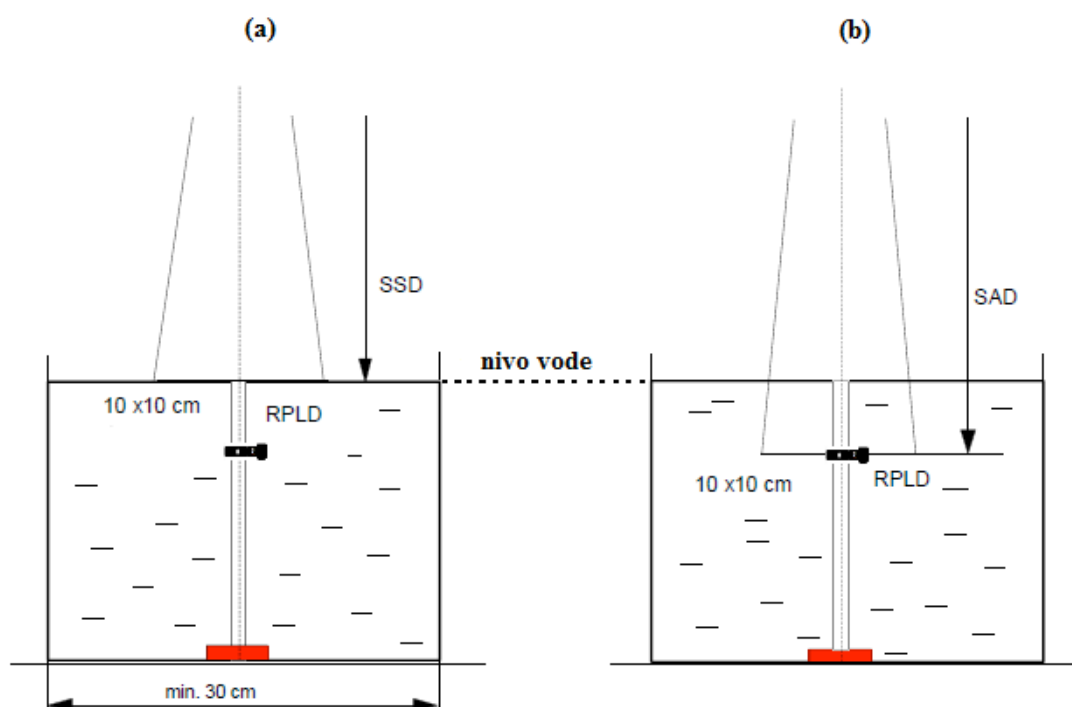 (a)
(b)
SSD
SAD
nivo vode
10 x10 cm
RPLD
10 x10 cm
RPLD
min. 30 cm